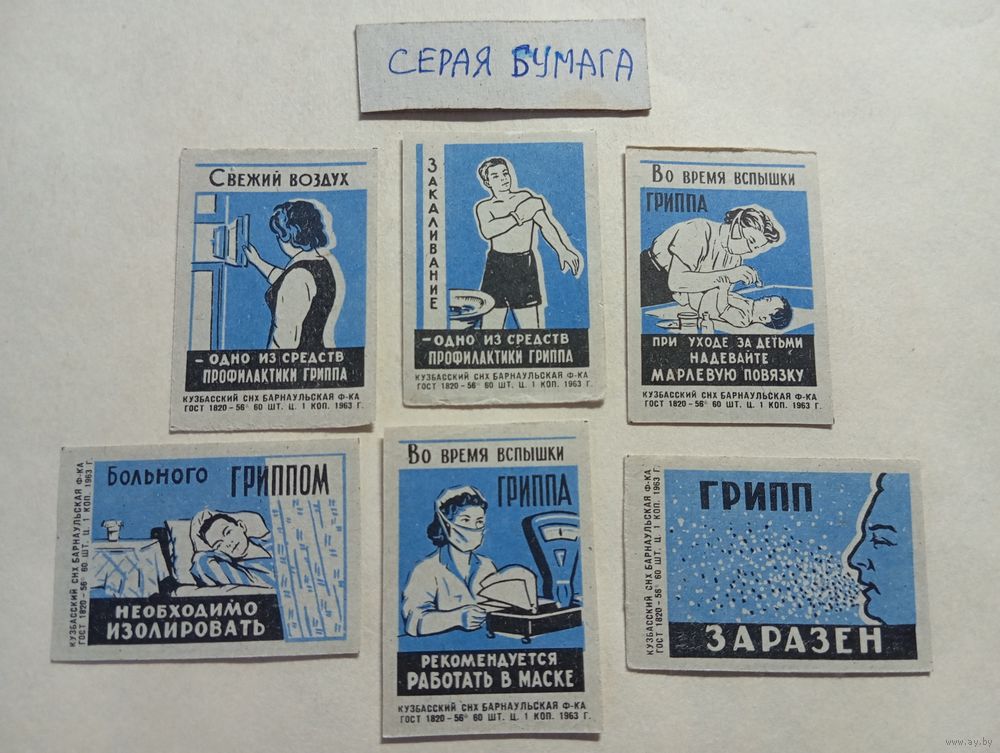 СЕРАЯ БУМАГА
СВЕЖИЙ ВОЗДУХ
– ОДНО ИЗ СРЕДСТВ
ПРОФИЛАКТИКИ ГРИППА
КУЗБАССКИЙ СНХ БАРНАУЛЬСКАЯ Ф-КА
ГОСТ 1820–56° 60 ШТ. Ц. 1 КОП. 1963 Г.
ЗАКАЛИВАНИЕ
– ОДНО ИЗ СРЕДСТВ
ПРОФИЛАКТИКИ ГРИППА
КУЗБАССКИЙ СНХ БАРНАУЛЬСКАЯ Ф-КА
ГОСТ 1820–56° 60 ШТ. Ц. 1 КОП. 1963 Г.
ВО ВРЕМЯ ВСПЫШКИ
ГРИППА
ПРИ УХОДЕ ЗА ДЕТЬМИ
НАДЕВАЙТЕ
МАРЛЕВУЮ ПОВЯЗКУ
КУЗБАССКИЙ СНХ БАРНАУЛЬСКАЯ Ф-КА
ГОСТ 1820–56° 60 ШТ. Ц. 1 КОП. 1963 Г.
БОЛЬНОГО ГРИППОМ
НЕОБХОДИМО
ИЗОЛИРОВАТЬ
КУЗБАССКИЙ СНХ БАРНАУЛЬСКАЯ Ф-КА
ГОСТ 1820–56° 60 ШТ. Ц. 1 КОП. 1963 Г.
ВО ВРЕМЯ ВСПЫШКИ
ГРИППА
РЕКОМЕНДУЕТСЯ
РАБОТАТЬ В МАСКЕ
КУЗБАССКИЙ СНХ БАРНАУЛЬСКАЯ Ф-КА
ГОСТ 1820–56° 60 ШТ. Ц. 1 КОП. 1963 Г.
ГРИПП
ЗАРАЗЕН
КУЗБАССКИЙ СНХ БАРНАУЛЬСКАЯ Ф-КА
ГОСТ 1820–56° 60 ШТ. Ц. 1 КОП. 1963 Г.
www.ay.by